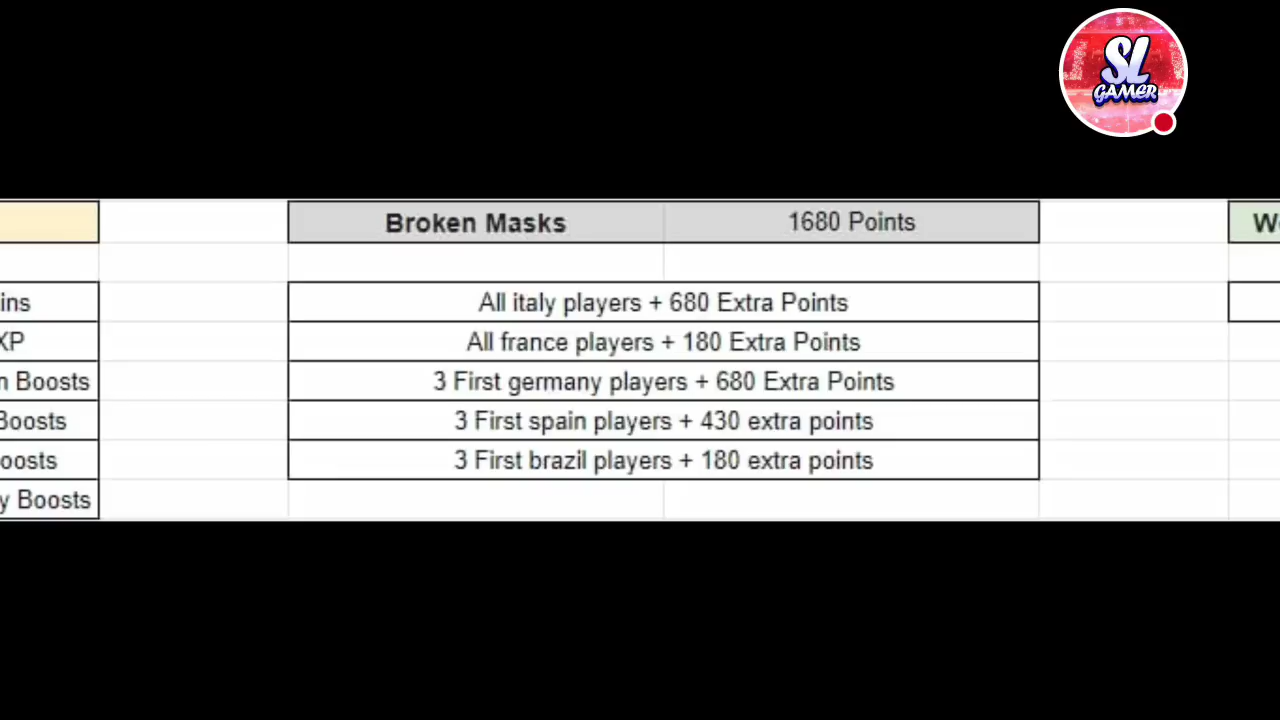 SL
GAMER
Broken Masks 1680 Points
All italy players + 680 Extra Points
XP All france players + 180 Extra Points
Boosts 3 First germany players + 680 Extra Points
Boosts 3 First spain players + 430 extra points
3 First brazil players + 180 extra points
Boosts